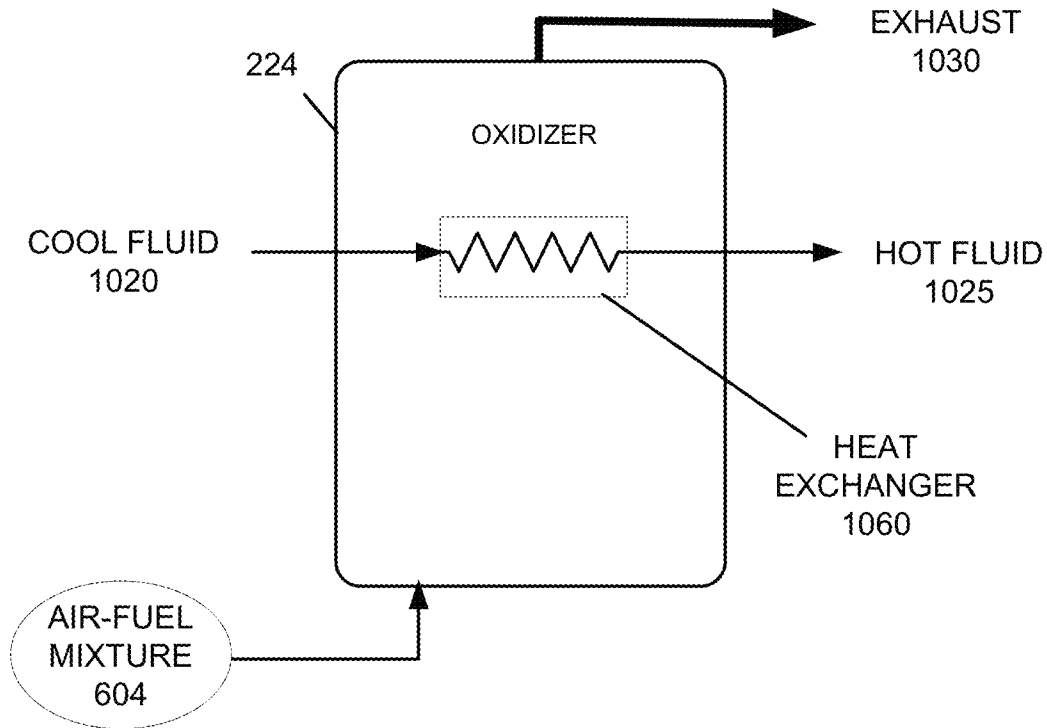 EXHAUST
1030
224
OXIDIZER
COOL FLUID
1020
HOT FLUID
1025
HEAT
EXCHANGER
1060
AIR-FUEL
MIXTURE
604